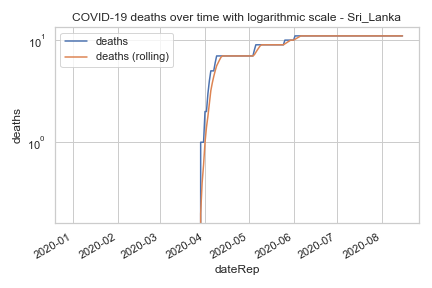 COVID-19 deaths over time with logarithmic scale - Sri_Lanka
deaths
deaths (rolling)
10¹
10⁰
deaths
2020-01
2020-02
2020-03
2020-04
2020-05
2020-06
2020-07
2020-08
dateRep